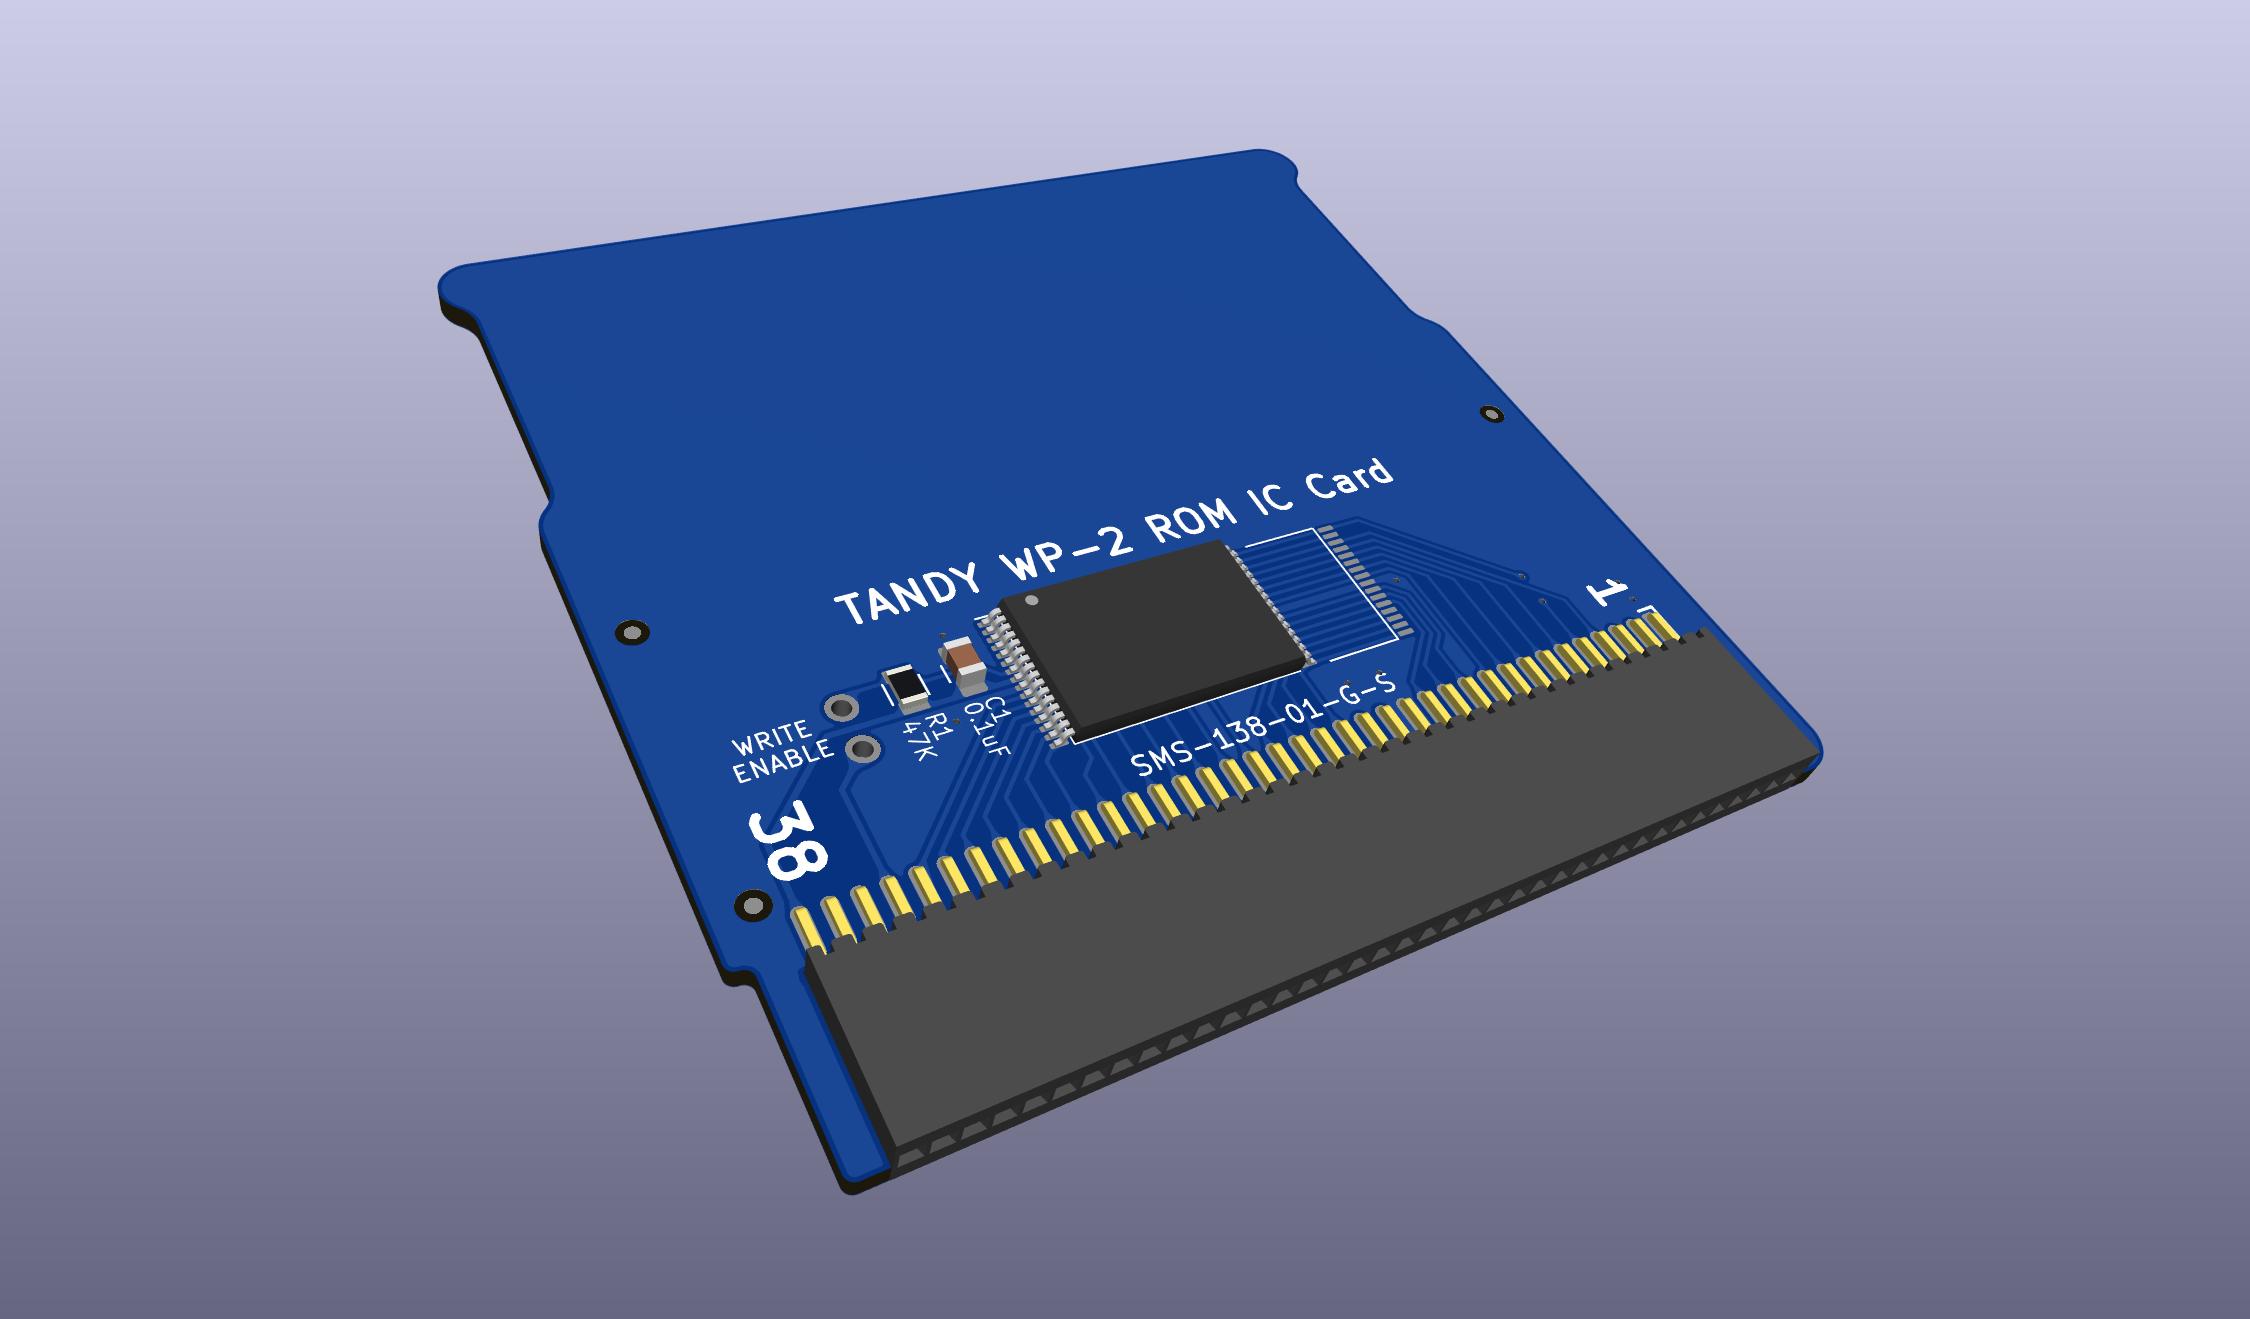 TANDY WP-2 ROM IC Card
1
C1
0.1uF
R1
47K
WRITE
ENABLE
SMS-138-01-G-S
38